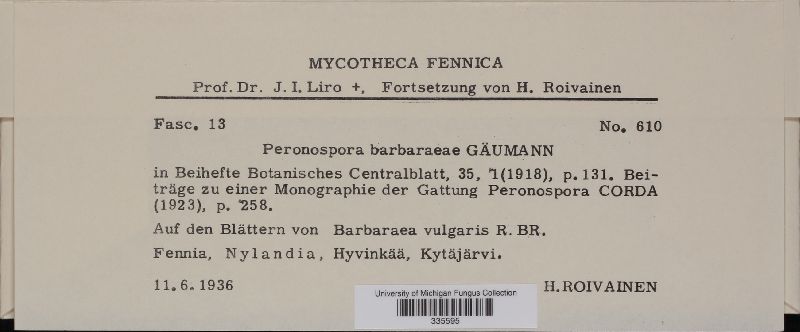 MYCOTHECA FENNICA
Prof. Dr. J. I. Liro +, Fortsetzung von H. Roivainen
Fasc. 13 No. 610
Peronospora barbaraeae GÄUMANN
in Beihefte Botanisches Centralblatt, 35, 1(1918), p. 131. Bei-
träge zu einer Monographie der Gattung Peronospora CORDA
(1923), p. 258.
Auf den Blättern von Barbaraea vulgaris R. BR.
Fennia, Nylandia, Hyvinkää, Kytäjärvi.
11. 6. 1936 H. ROIVAINEN
University of Michigan Fungus Collection
335595